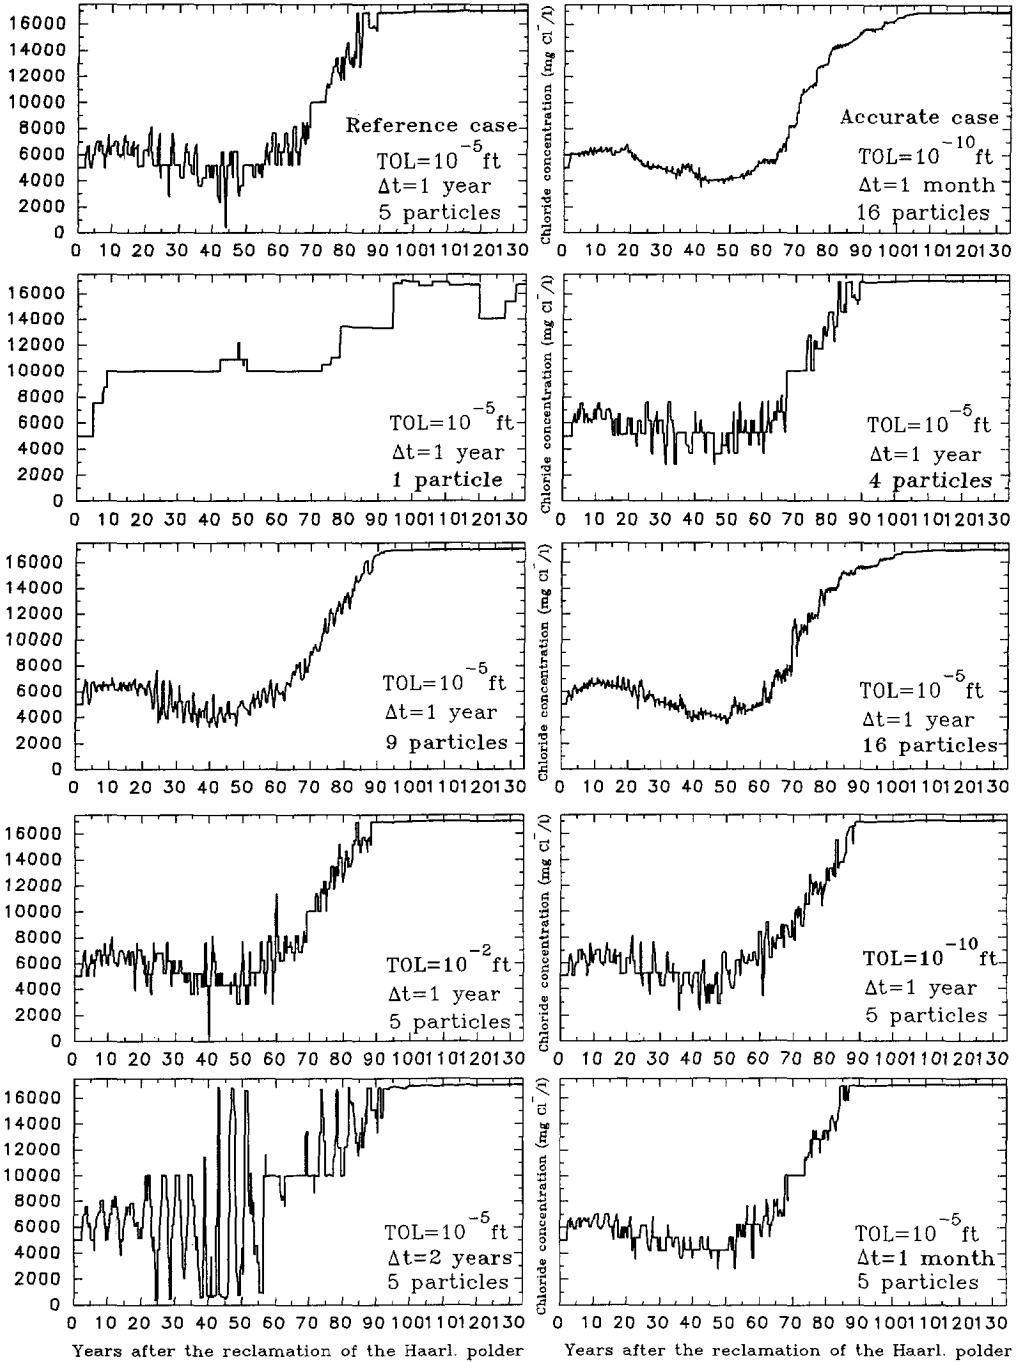 16000
14000
12000
10000
8000
6000
4000
2000
0
Reference case
TOL=10⁻⁵ft
Δt=1 year
5 particles
0 10 20 30 40 50 60 70 80 90 100110120130
Chloride concentration (mg Cl⁻/l)
Accurate case
TOL=10⁻¹⁰ft
Δt=1 month
16 particles
0 10 20 30 40 50 60 70 80 90 100110120130
16000
14000
12000
10000
8000
6000
4000
2000
0
TOL=10⁻⁵ft
Δt=1 year
1 particle
0 10 20 30 40 50 60 70 80 90 100110120130
Chloride concentration (mg Cl⁻/l)
TOL=10⁻⁵ft
Δt=1 year
4 particles
0 10 20 30 40 50 60 70 80 90 100110120130
16000
14000
12000
10000
8000
6000
4000
2000
0
TOL=10⁻⁵ft
Δt=1 year
9 particles
0 10 20 30 40 50 60 70 80 90 100110120130
Chloride concentration (mg Cl⁻/l)
TOL=10⁻⁵ft
Δt=1 year
16 particles
0 10 20 30 40 50 60 70 80 90 100110120130
16000
14000
12000
10000
8000
6000
4000
2000
0
TOL=10⁻²ft
Δt=1 year
5 particles
0 10 20 30 40 50 60 70 80 90 100110120130
Chloride concentration (mg Cl⁻/l)
TOL=10⁻¹⁰ft
Δt=1 year
5 particles
0 10 20 30 40 50 60 70 80 90 100110120130
16000
14000
12000
10000
8000
6000
4000
2000
0
TOL=10⁻⁵ft
Δt=2 years
5 particles
0 10 20 30 40 50 60 70 80 90 100110120130
Years after the reclamation of the Haarl. polder
Chloride concentration (mg Cl⁻/l)
TOL=10⁻⁵ft
Δt=1 month
5 particles
0 10 20 30 40 50 60 70 80 90 100110120130
Years after the reclamation of the Haarl. polder